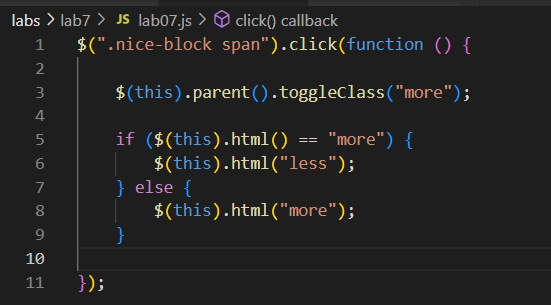 labs > lab7 > JS lab07.js > click() callback
1 $(".nice-block span").click(function () {
2
3 $(this).parent().toggleClass("more");
4
5 if ($(this).html() == "more") {
6 $(this).html("less");
7 } else {
8 $(this).html("more");
9 }
10
11 });